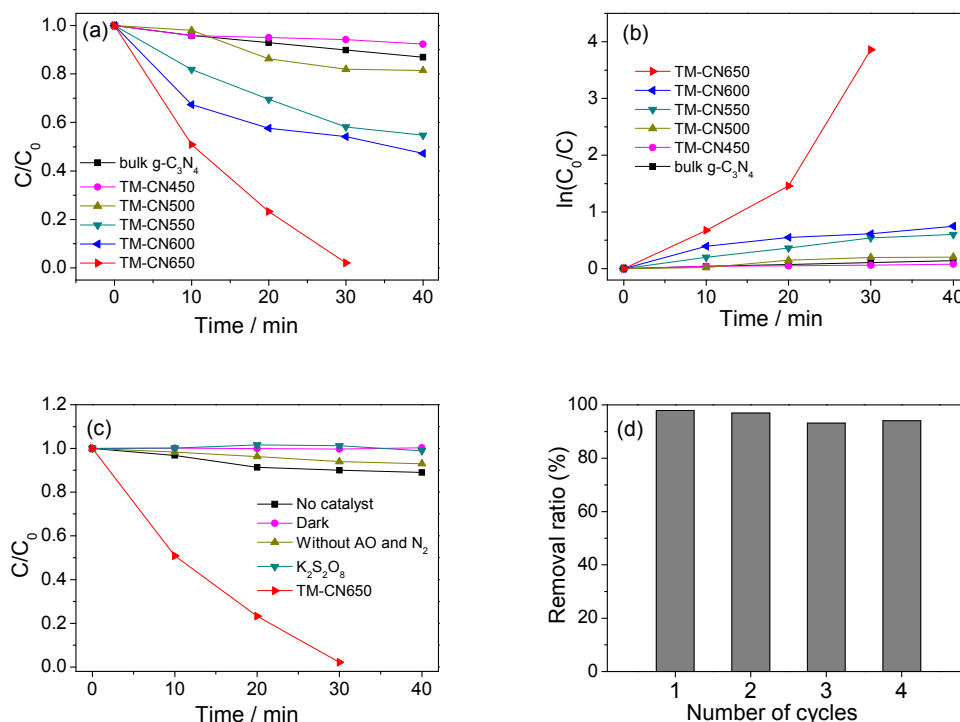 (a)
C/C₀
1.0
0.8
0.6
0.4
0.2
0.0
bulk g-C₃N₄
TM-CN450
TM-CN500
TM-CN550
TM-CN600
TM-CN650
0 10 20 30 40
Time / min
(b)
ln(C₀/C)
4
3
2
1
0
TM-CN650
TM-CN600
TM-CN550
TM-CN500
TM-CN450
bulk g-C₃N₄
0 10 20 30 40
Time / min
(c)
C/C₀
1.2
1.0
0.8
0.6
0.4
0.2
0.0
No catalyst
Dark
Without AO and N₂
K₂S₂O₈
TM-CN650
0 10 20 30 40
Time / min
(d)
Removal ratio (%)
100
80
60
40
20
0
1 2 3 4
Number of cycles